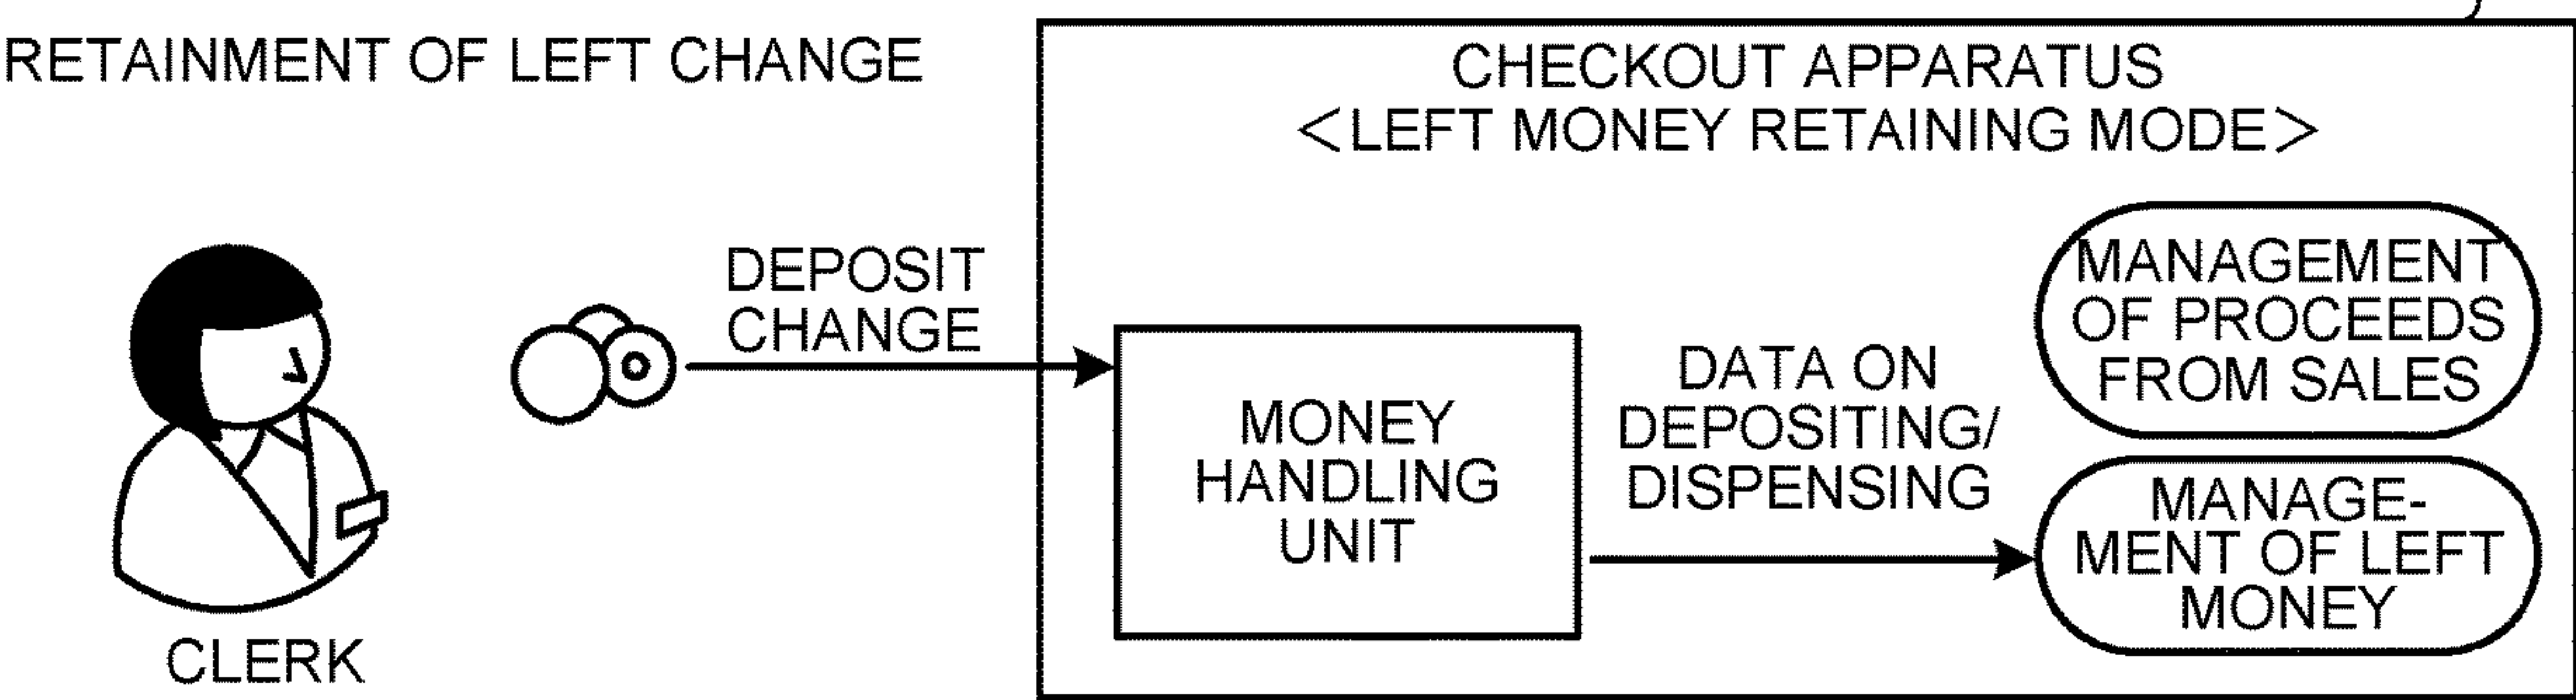 RETAINMENT OF LEFT CHANGE
CHECKOUT APPARATUS
<LEFT MONEY RETAINING MODE>
DEPOSIT
CHANGE
CLERK
MONEY
HANDLING
UNIT
DATA ON
DEPOSITING/
DISPENSING
MANAGEMENT
OF PROCEEDS
FROM SALES
MANAGE-
MENT OF LEFT
MONEY